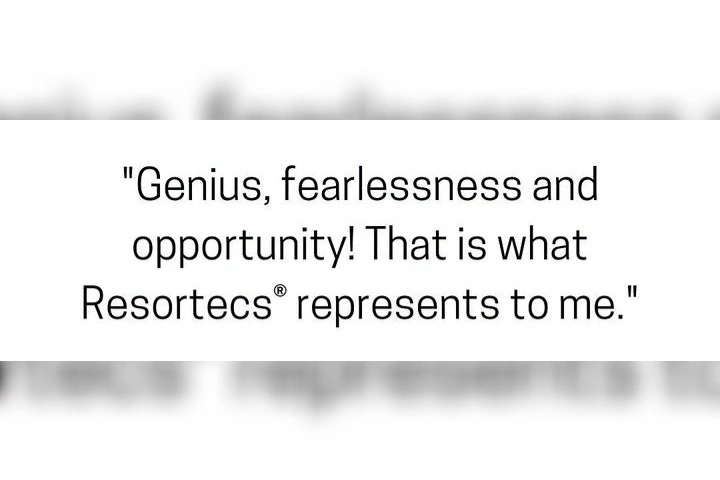 "Genius, fearlessness and
opportunity! That is what
Resortecs® represents to me."